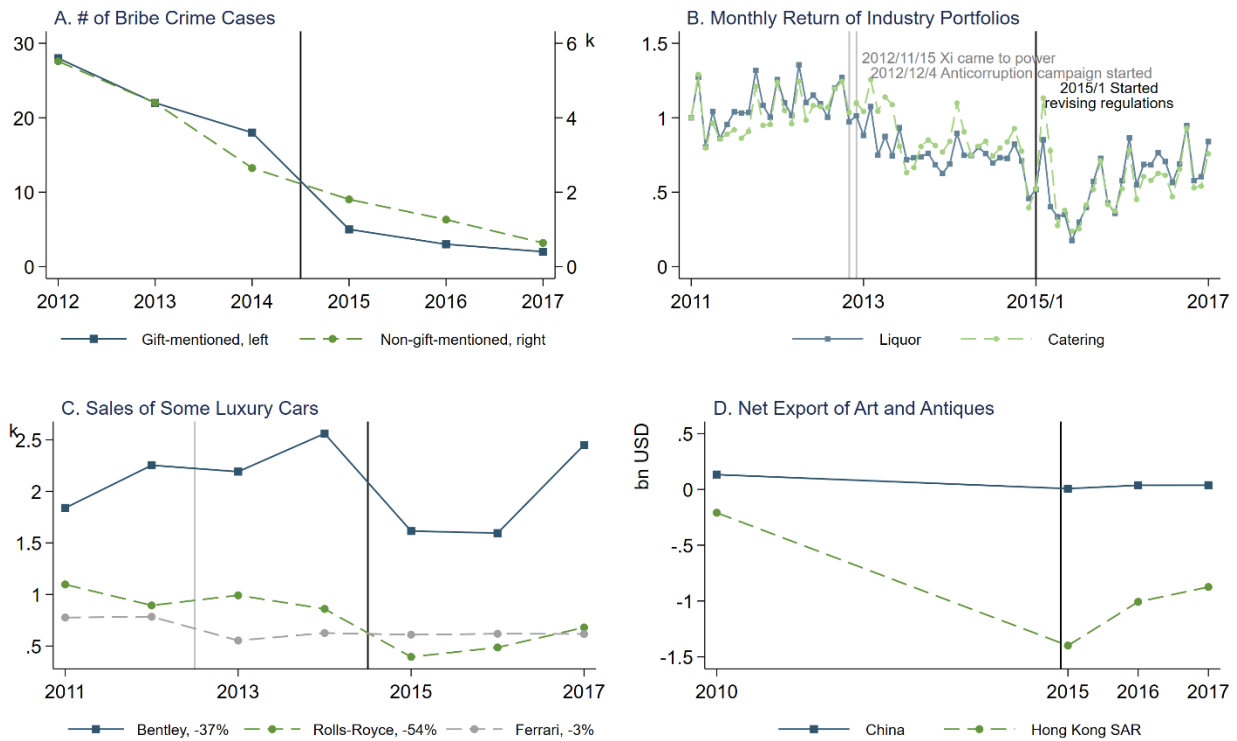 A. # of Bribe Crime Cases
30
20
10
0
6
k
4
2
0
2012
2013
2014
2015
2016
2017
Gift-mentioned, left
Non-gift-mentioned, right
B. Monthly Return of Industry Portfolios
1.5
1
.5
0
2012/11/15 Xi came to power
2012/12/4 Anticorruption campaign started
2015/1 Started
revising regulations
2011
2013
2015/1
2017
Liquor
Catering
C. Sales of Some Luxury Cars
k
2.5
2
1.5
1
.5
2011
2013
2015
2017
Bentley, -37%
Rolls-Royce, -54%
Ferrari, -3%
D. Net Export of Art and Antiques
bn USD
.5
0
-.5
-1
-1.5
2010
2015
2016
2017
China
Hong Kong SAR